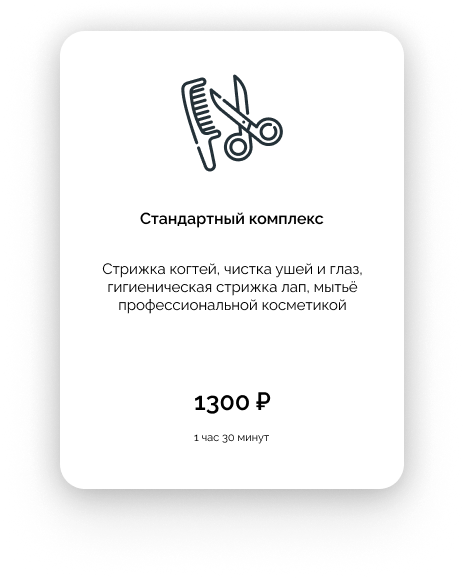 Стандартный комплекс
Стрижка когтей, чистка ушей и глаз,
гигиеническая стрижка лап, мытьё
профессиональной косметикой
1300 ₽
1 час 30 минут